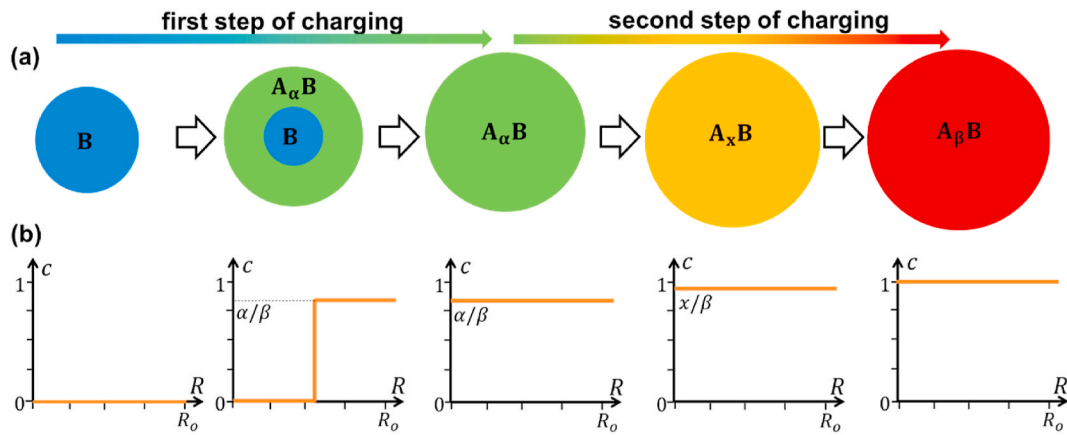 first step of charging
second step of charging
(a)
B
AαB
B
AαB
AₓB
AᵦB
(b)
c
1
0
R
Rₒ
c
1
α/β
0
R
Rₒ
c
1
α/β
0
R
Rₒ
c
1
x/β
0
R
Rₒ
c
1
0
R
Rₒ